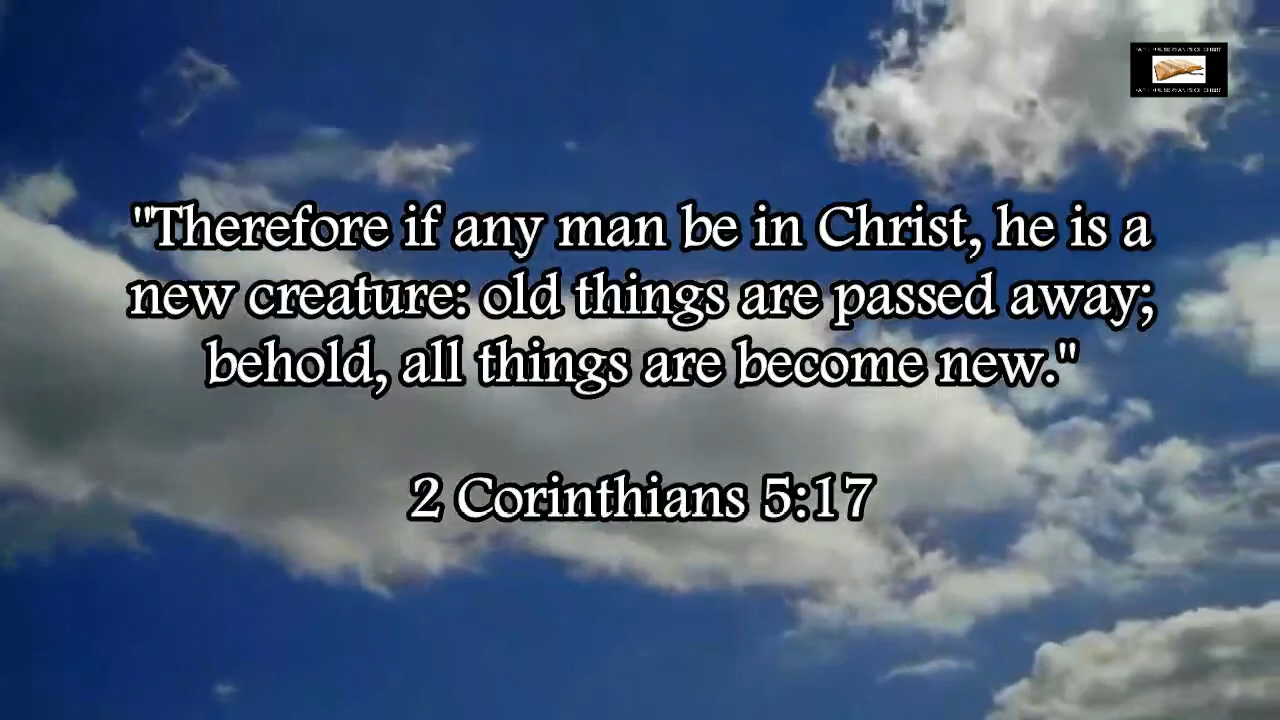 "Therefore if any man be in Christ, he is a
new creature: old things are passed away;
behold, all things are become new."
2 Corinthians 5:17